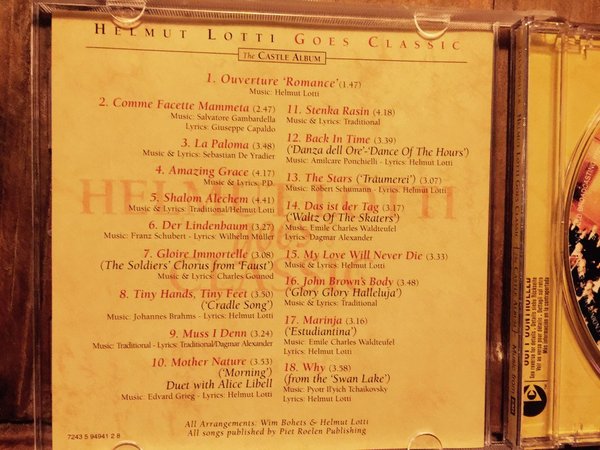 HELMUT LOTTI GOES CLASSIC
The CASTLE ALBUM
1. Ouverture 'Romance' (1.47)
Music: Helmut Lotti
2. Comme Facette Mammeta (2.47)
Music: Salvatore Gambardella
Lyrics: Giuseppe Capaldo
3. La Paloma (3.48)
Music & Lyrics: Sebastian De Yradier
4. Amazing Grace (4.17)
Music & Lyrics: P.D.
5. Shalom Alechem (4.41)
Music & Lyrics: Traditional/Helmut Lotti
6. Der Lindenbaum (3.27)
Music: Franz Schubert - Lyrics: Wilhelm Müller
7. Gloire Immortelle (3.08)
(The Soldiers' Chorus from 'Faust')
Music & Lyrics: Charles Gounod
8. Tiny Hands, Tiny Feet (3.50)
('Cradle Song')
Music: Johannes Brahms - Lyrics: Helmut Lotti
9. Muss I Denn (3.24)
Music: Traditional - Lyrics: Traditional/Dagmar Alexander
10. Mother Nature (3.53)
('Morning')
Duet with Alice Libell
Music: Edvard Grieg - Lyrics: Helmut Lotti
11. Stenka Rasin (4.18)
Music & Lyrics: Traditional
12. Back In Time (3.39)
('Danza dell Ore'-'Dance Of The Hours')
Music: Amilcare Ponchielli - Lyrics: Helmut Lotti
13. The Stars ('Träumerei') (3.07)
Music: Robert Schumann - Lyrics: Helmut Lotti
14. Das ist der Tag (3.17)
('Waltz Of The Skaters')
Music: Emile Charles Waldteufel
Lyrics: Dagmar Alexander
15. My Love Will Never Die (3.33)
Music & Lyrics: Helmut Lotti
16. John Brown's Body (3.48)
('Glory Glory Halleluja')
Music & Lyrics: Traditional
17. Marinja (3.16)
('Estudiantina')
Music: Emile Charles Waldteufel
Lyrics: Helmut Lotti
18. Why (3.58)
(from the 'Swan Lake')
Music: Pyott Il'yich Tchaikovsky
Lyrics: Helmut Lotti
All Arrangements: Wim Bohets & Helmut Lotti
All songs published by Piet Roelen Publishing
7243 5 94941 2 8